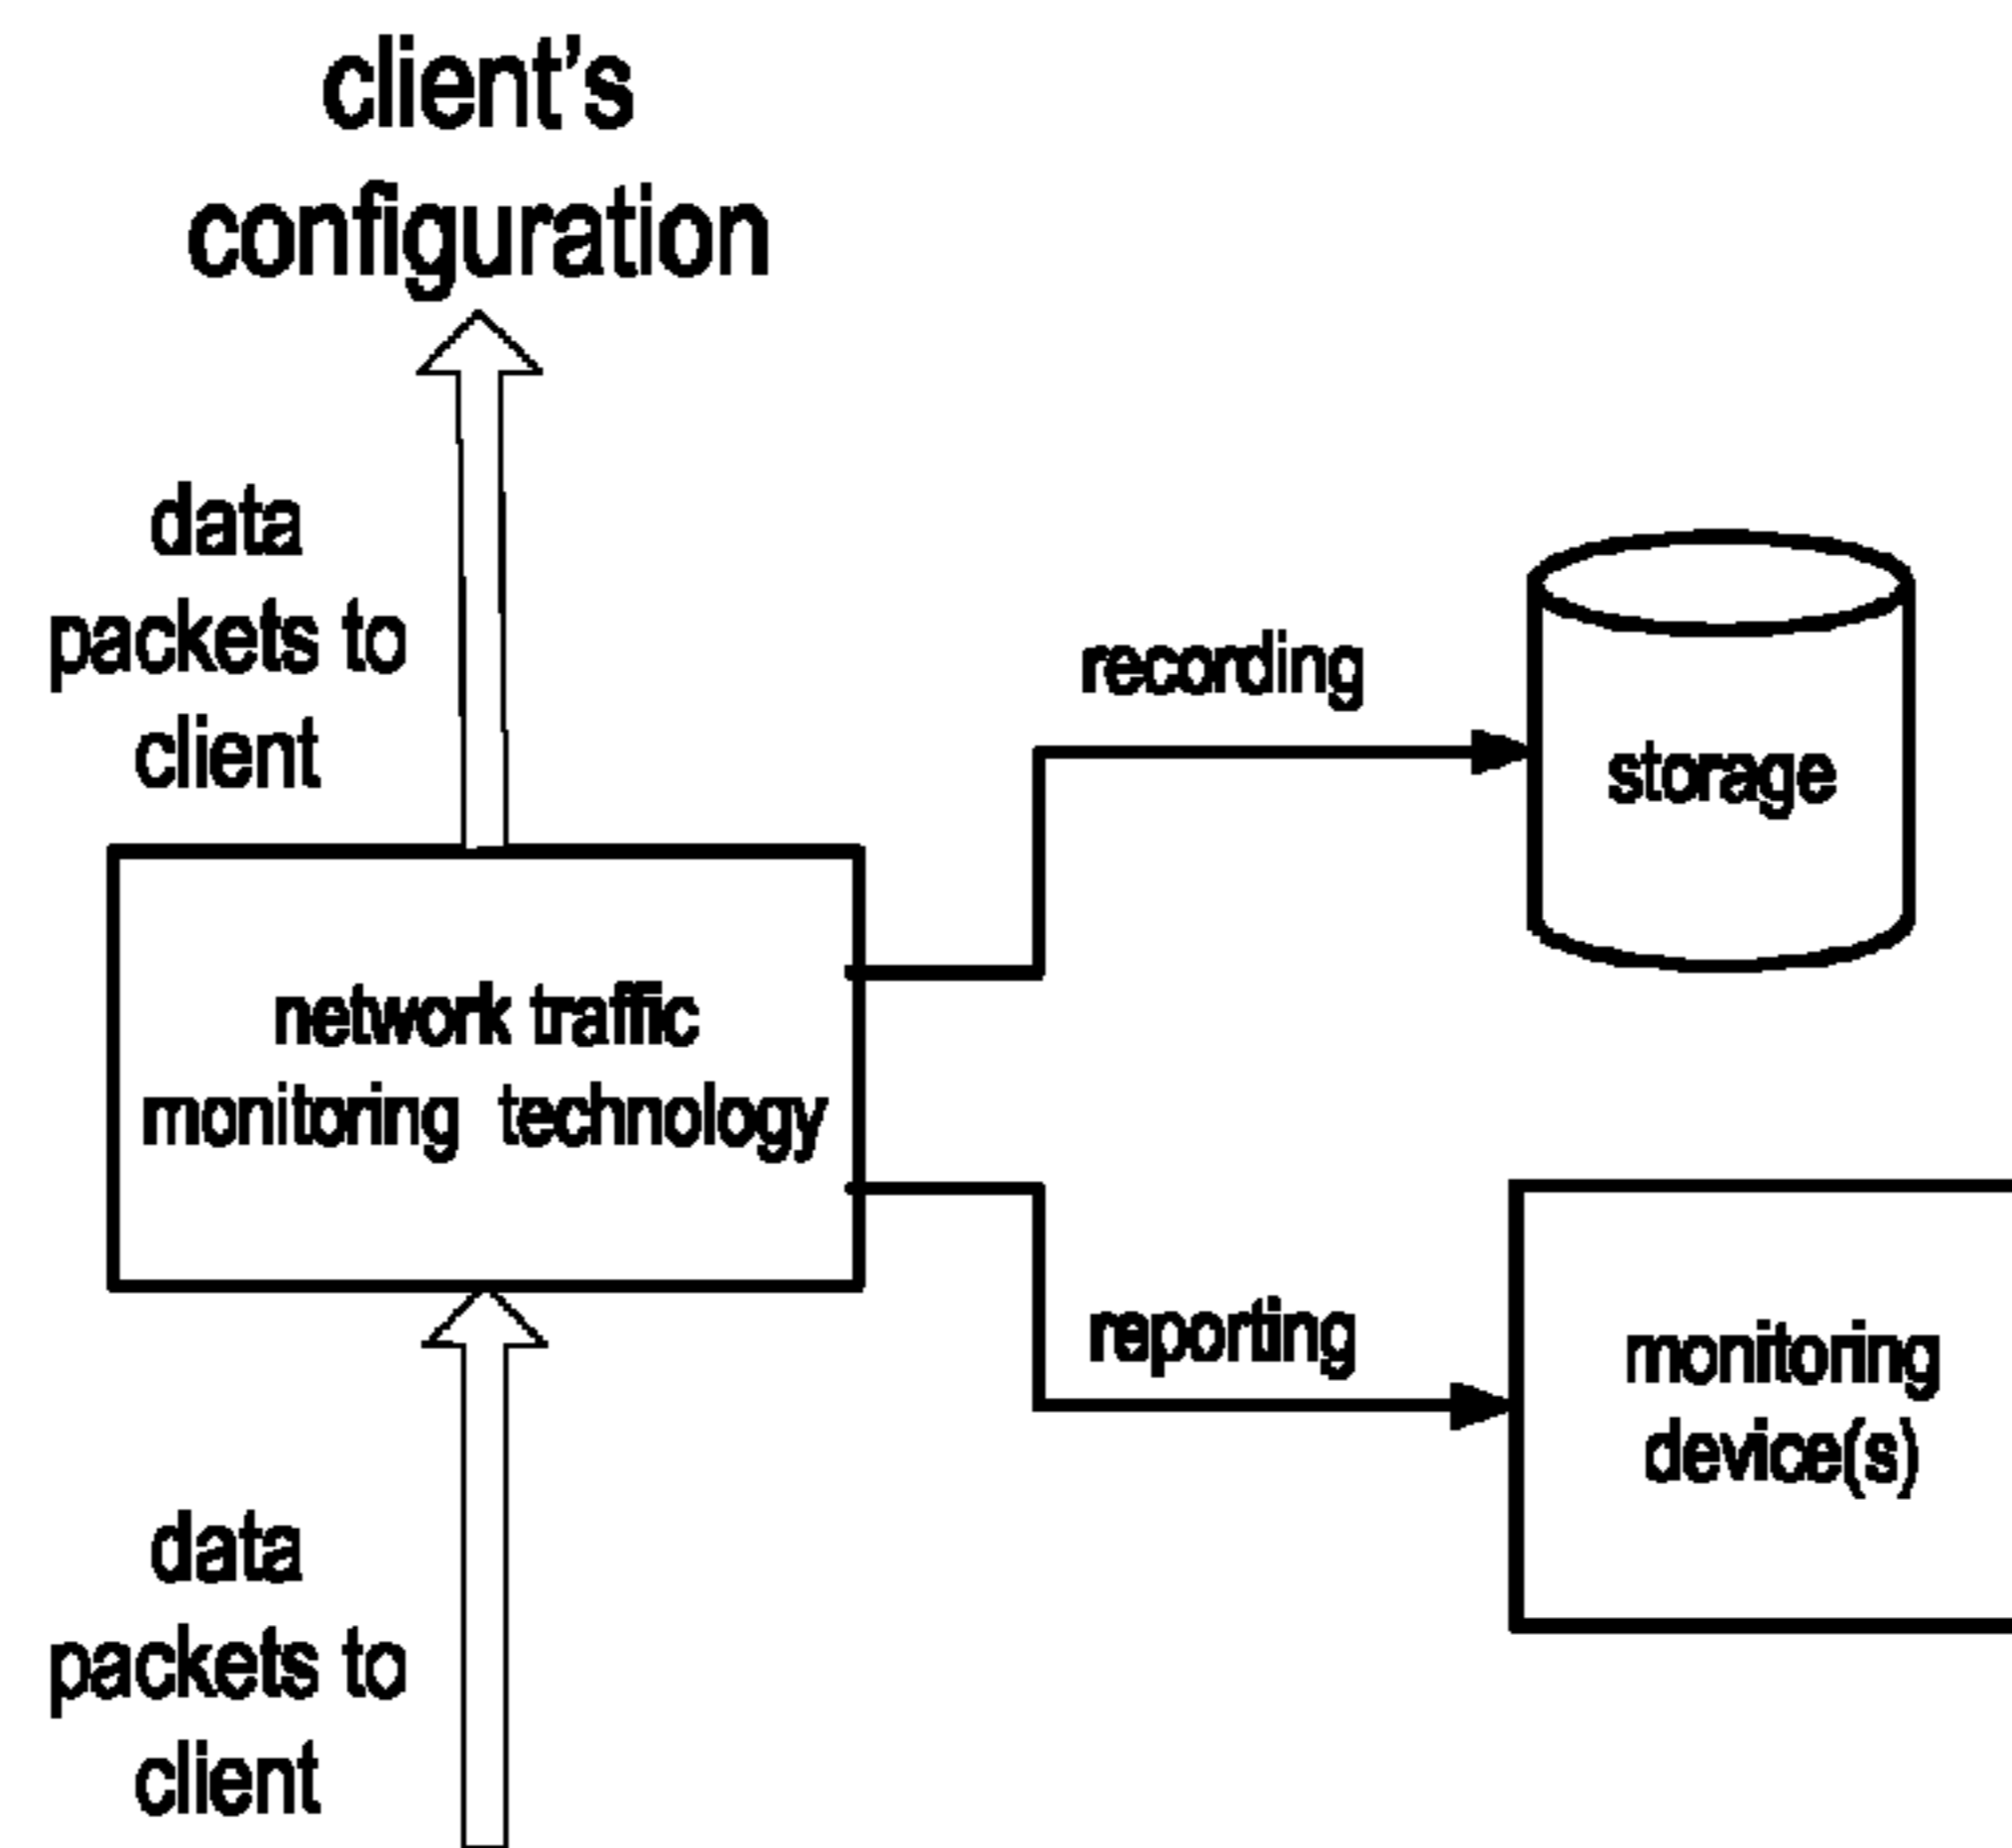 client's
configuration
data
packets to
client
recording
storage
network traffic
monitoring technology
reporting
monitoring
device(s)
data
packets to
client